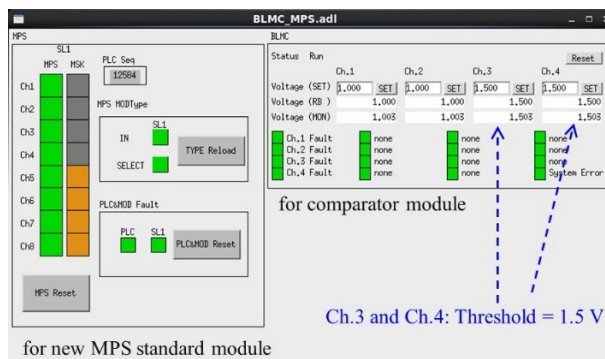 BLMC_MPS.adl
MPS
SL1
MPS MSK
Ch1
Ch2
Ch3
Ch4
Ch5
Ch6
Ch7
Ch8
MPS Reset
PLC Seq
12584
MPS MODType
SL1
IN
SELECT
TYPE Reload
PLC&MOD Fault
PLC SL1
PLC&MOD Reset
for new MPS standard module
BLMC
Status Run
Reset
Ch.1 Ch.2 Ch.3 Ch.4
Voltage (SET) 1.000 SET 1.000 SET 1.500 SET 1.500 SET
Voltage (RB ) 1.000 1.000 1.500 1.500
Voltage (MON) 1.003 1.003 1.503 1.503
Ch.1 Fault none none none
Ch.2 Fault none none none
Ch.3 Fault none none none
Ch.4 Fault none none System Error
for comparator module
Ch.3 and Ch.4: Threshold = 1.5 V